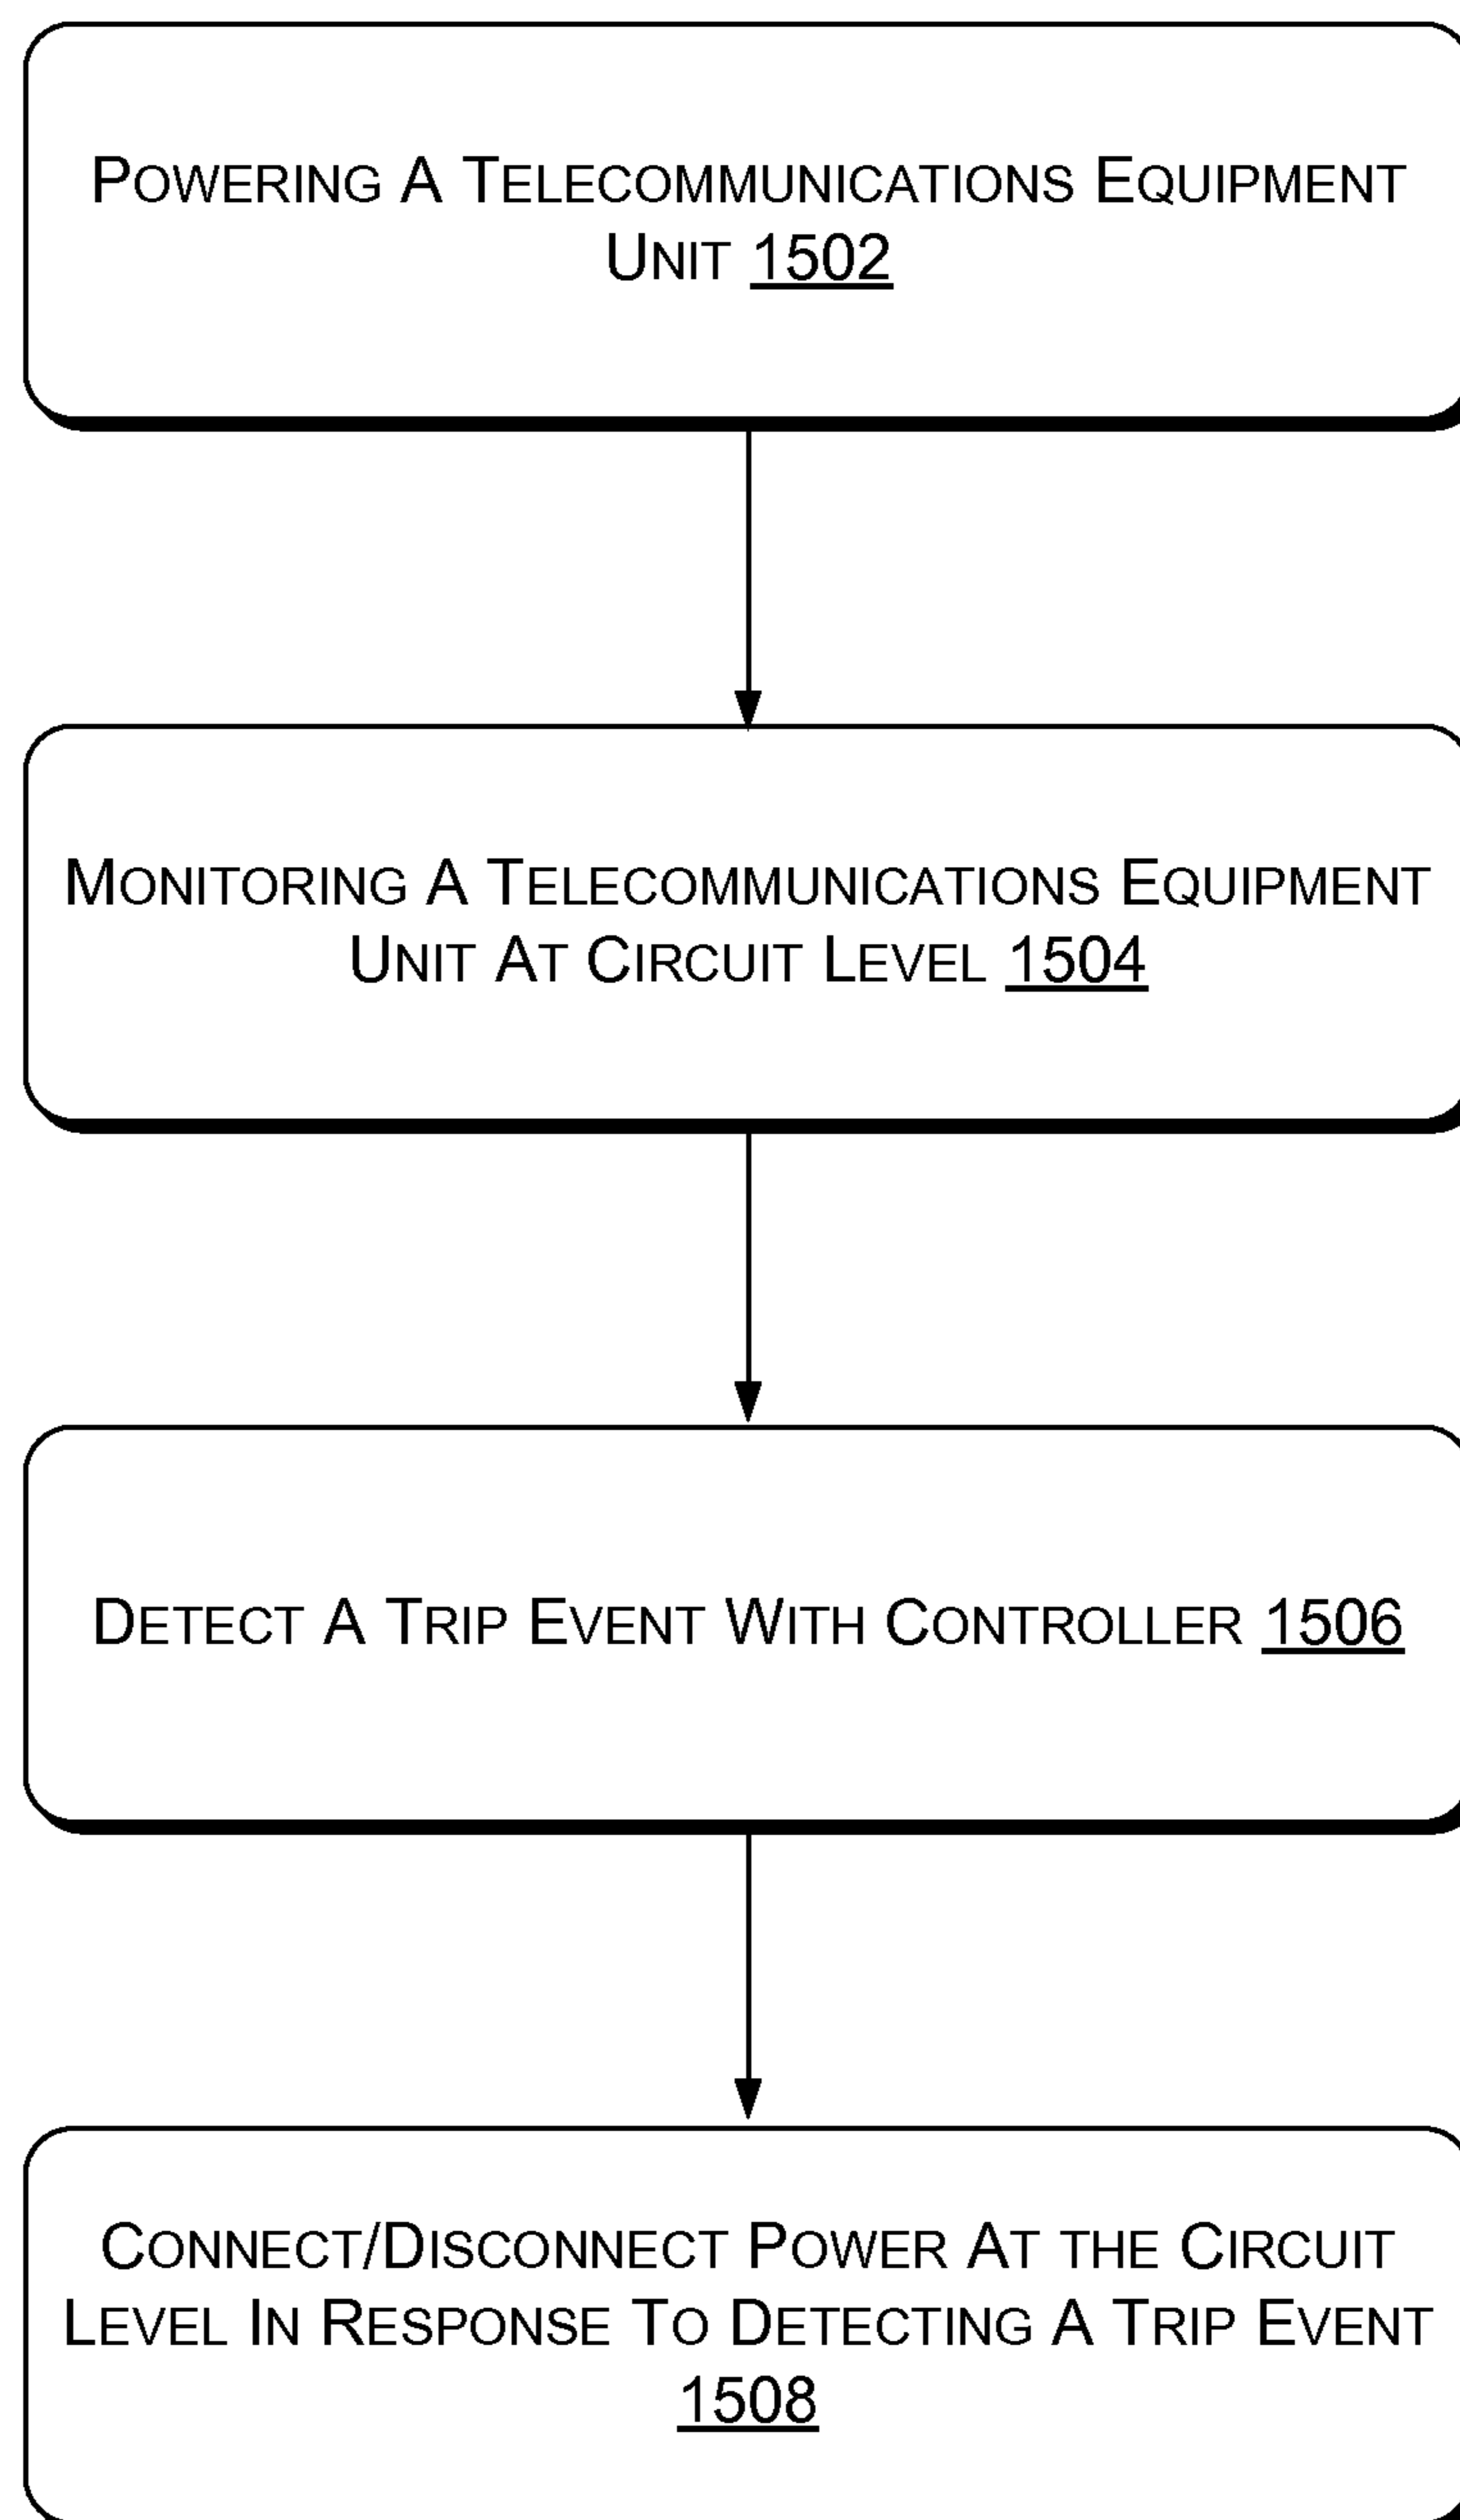 POWERING A TELECOMMUNICATIONS EQUIPMENT
UNIT 1502
MONITORING A TELECOMMUNICATIONS EQUIPMENT
UNIT AT CIRCUIT LEVEL 1504
DETECT A TRIP EVENT WITH CONTROLLER 1506
CONNECT/DISCONNECT POWER AT THE CIRCUIT
LEVEL IN RESPONSE TO DETECTING A TRIP EVENT
1508